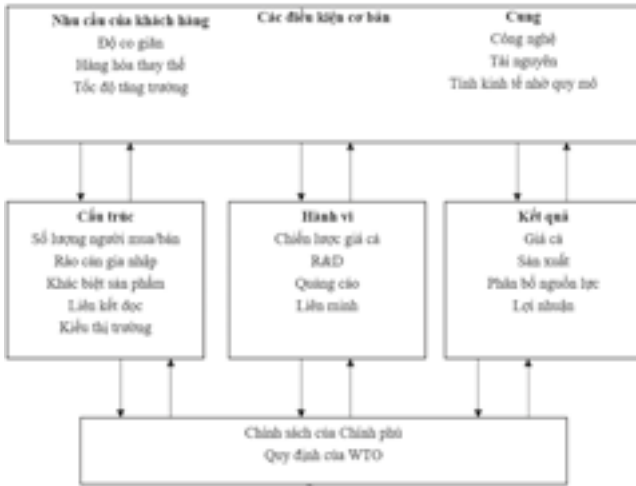 Nhu cầu của khách hàng
Độ co giãn
Hàng hóa thay thế
Tốc độ tăng trưởng
Các điều kiện cơ bản
Cung
Công nghệ
Tài nguyên
Tính kinh tế nhờ quy mô
Cấu trúc
Số lượng người mua/bán
Rào cản gia nhập
Khác biệt sản phẩm
Liên kết dọc
Kiểu thị trường
Hành vi
Chiến lược giá cả
R&D
Quảng cáo
Liên minh
Kết quả
Giá cả
Sản xuất
Phân bổ nguồn lực
Lợi nhuận
Chính sách của Chính phủ
Quy định của WTO